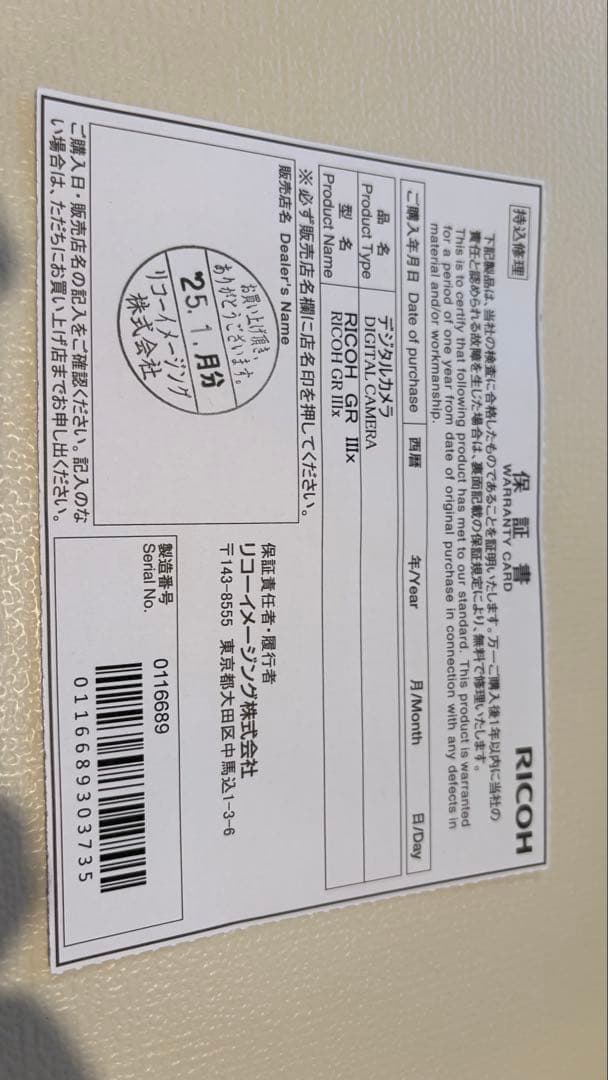 持込修理
保証書
WARRANTY CARD
RICOH
下記製品は、当社の検査に合格したものであることを証明いたします。万一ご購入後1年以内に当社の
責任と認められる故障を生じた場合は、裏面記載の保証規定により、無料で修理いたします。
This is to certify that following product has met to our standard. This product is warranted
for a period of one year from date of original purchase in connection with any defects in
material and/or workmanship.
ご購入年月日 Date of purchase 西暦 年/Year 月/Month 日/Day
品名 デジタルカメラ
Product Type DIGITAL CAMERA
型名 RICOH GR IIIx
Product Name RICOH GR IIIx
※必ず販売店名欄に店名印を押してください。
販売店名 Dealer's Name
お買い上げ頂き、
ありがとうございます。
'25.1.月分
リコーイメージング
株式会社
保証責任者・履行者
リコーイメージング株式会社
〒143-8555 東京都大田区中馬込1-3-6
製造番号
Serial No.
0116689
0116689303735
ご購入日・販売店名の記入をご確認ください。記入のな
い場合は、ただちにお買い上げ店までお申し出ください。